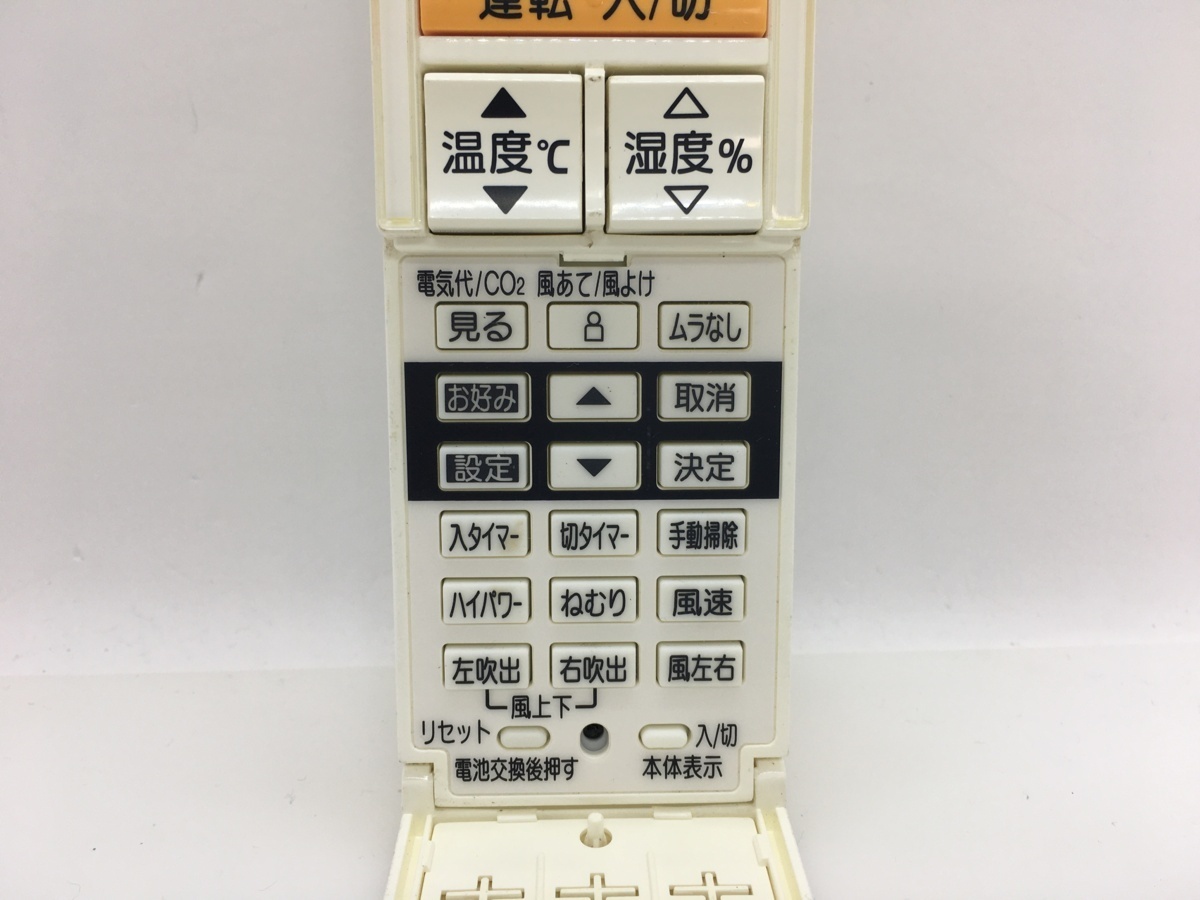 運転 入/切
▲ △
温度℃ 湿度%
▼ ▽
電気代/CO2 風あて/風よけ
見る ムラなし
お好み ▲ 取消
設定 ▼ 決定
入タイマー 切タイマー 手動掃除
ハイパワー ねむり 風速
左吹出 右吹出 風左右
風上下
リセット 入/切
電池交換後押す 本体表示